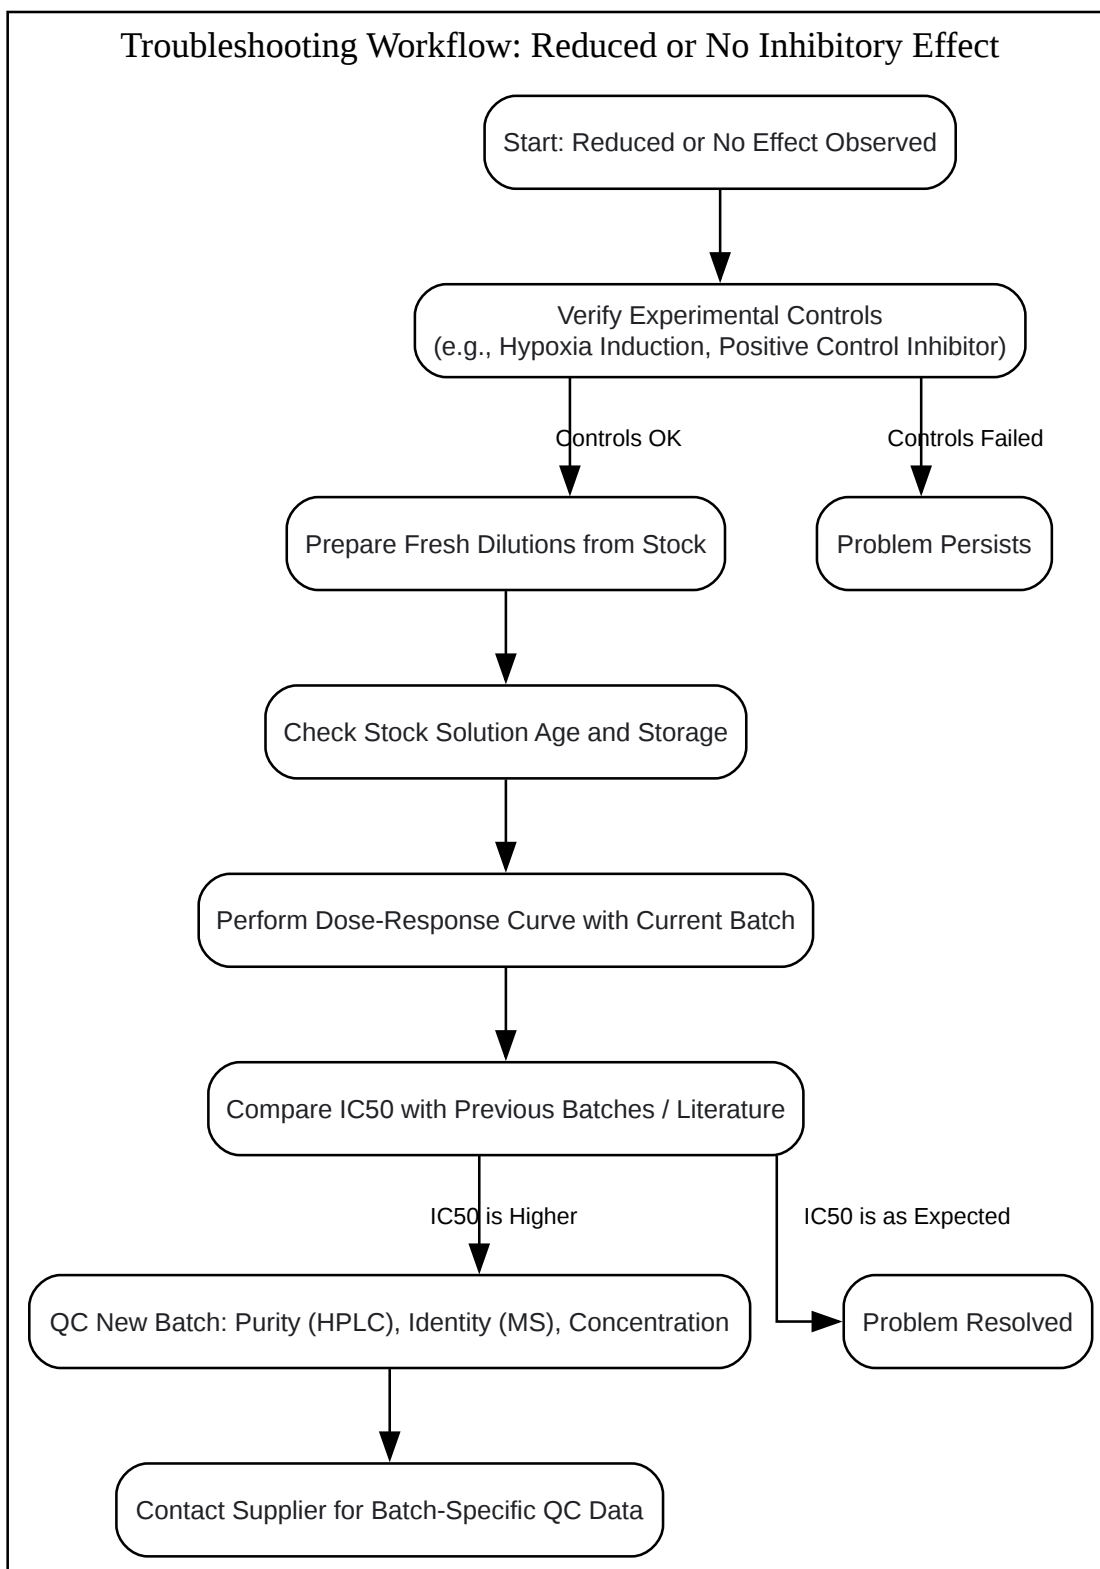 Troubleshooting Workflow: Reduced or No Inhibitory Effect
Start: Reduced or No Effect Observed
Verify Experimental Controls
(e.g., Hypoxia Induction, Positive Control Inhibitor)
Controls OK
Controls Failed
Prepare Fresh Dilutions from Stock
Problem Persists
Check Stock Solution Age and Storage
Perform Dose-Response Curve with Current Batch
Compare IC50 with Previous Batches / Literature
IC50 is Higher
IC50 is as Expected
QC New Batch: Purity (HPLC), Identity (MS), Concentration
Problem Resolved
Contact Supplier for Batch-Specific QC Data